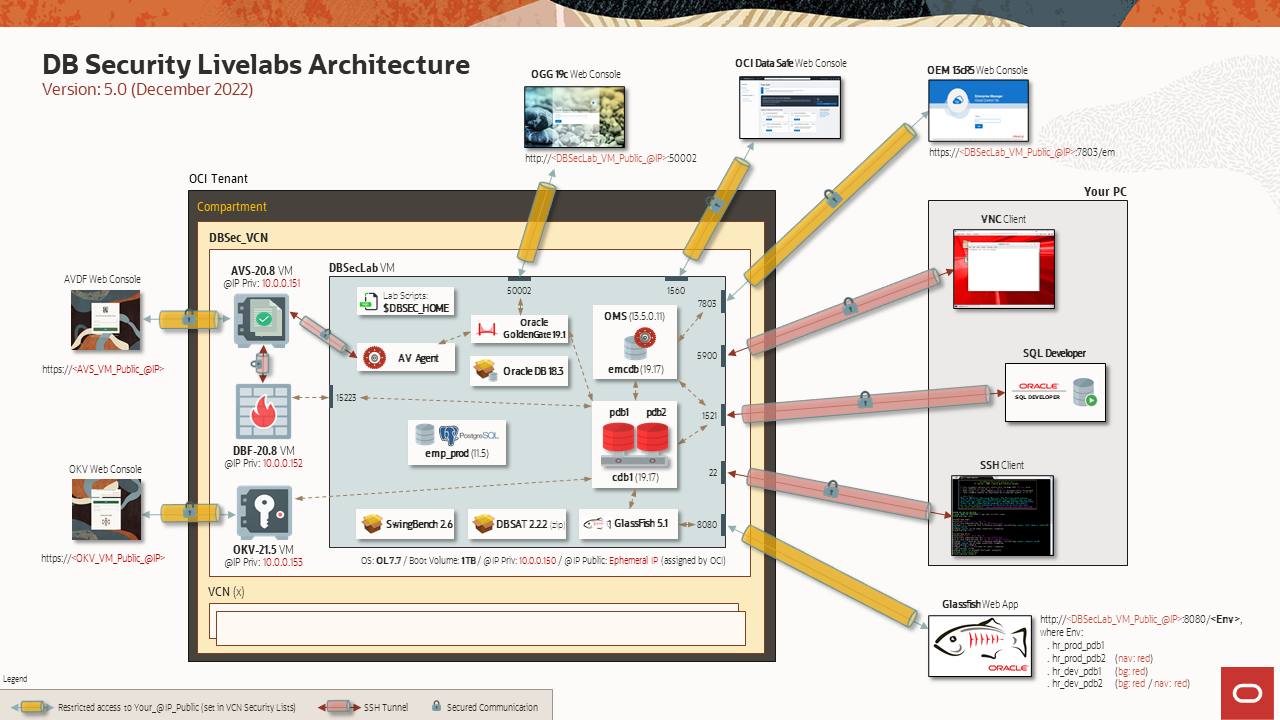 DB Security Livelabs Architecture
Version: 5.0 (December 2022)
OGG 19c Web Console
http://<DBSecLab_VM_Public_@IP>:50002
OCI Data Safe Web Console
OEM 13cR5 Web Console
https://<DBSecLab_VM_Public_@IP>:7803/em
OCI Tenant
Compartment
DBSec_VCN
AVS-20.8 VM
@IP Priv: 10.0.0.151
DBSecLab VM
50002
1560
7803
5900
1521
22
8080
15223
Lab Scripts:
$DBSEC_HOME
Oracle
GoldenGate 19.1
AV Agent
Oracle DB 18.3
OMS (13.5.0.11)
emcdb (19.17)
pdb1 pdb2
cdb1 (19.17)
PostgreSQL
emp_prod (11.5)
SwingBench 2.6
DBSAT 2.2.2
GlassFish 5.1
OS: OL 7.7 / Boot Volume: 1TB / @IP Priv: 10.0.0.150 / @IP Public: Ephemeral IP (assigned by OCI)
DBF-20.8 VM
@IP Priv: 10.0.0.152
OKV-21.5 VM
@IP Priv: 10.0.0.153
VCN (x)
AVDF Web Console
https://<AVS_VM_Public_@IP>
OKV Web Console
https://<OKV_VM_Public_@IP>
Your PC
VNC Client
SQL Developer
ORACLE
SQL DEVELOPER
SSH Client
Glassfish Web App
ORACLE
http://<DBSecLab_VM_Public_@IP>:8080/<Env>,
where Env:
. hr_prod_pdb1
. hr_prod_pdb2 (nav: red)
. hr_dev_pdb1 (bg: red)
. hr_dev_pdb2 (bg: red / nav: red)
Legend
Restricted access to Your_@IP_Public (set in VCN Security Lists)
SSH Tunnel
Secured Communication